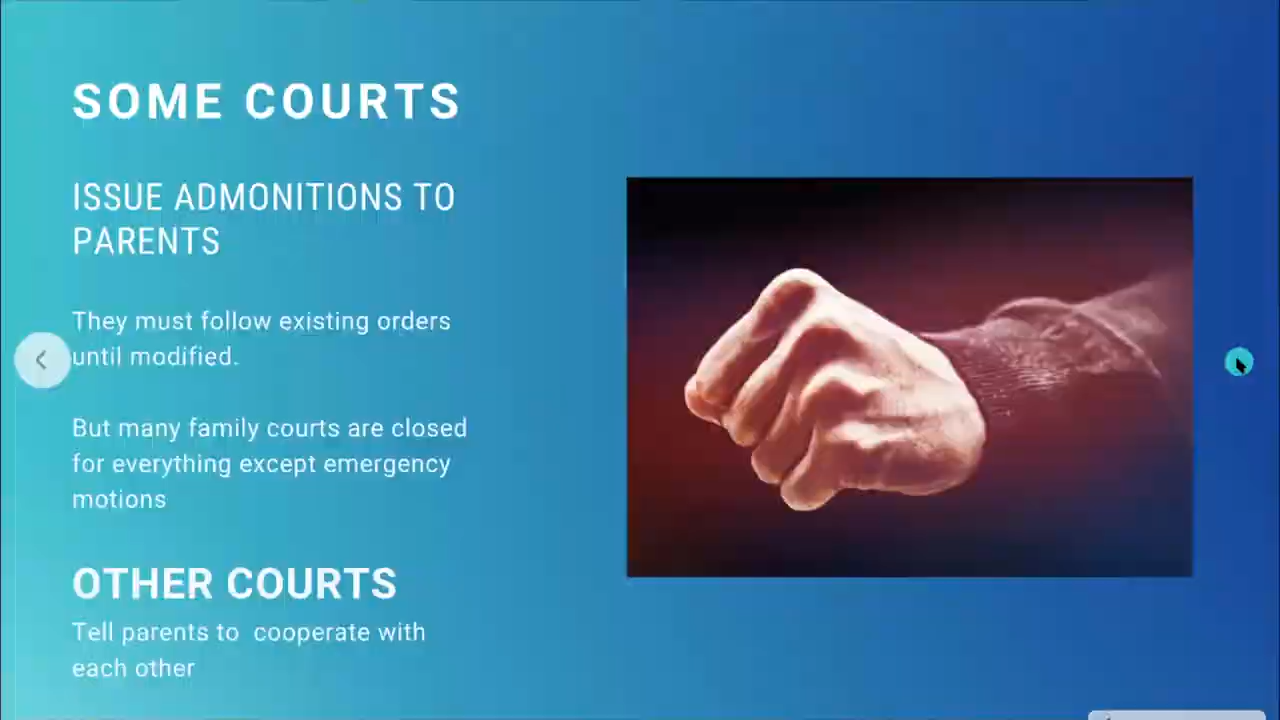 SOME COURTS
ISSUE ADMONITIONS TO
PARENTS
They must follow existing orders
until modified.
But many family courts are closed
for everything except emergency
motions
OTHER COURTS
Tell parents to  cooperate with
each other